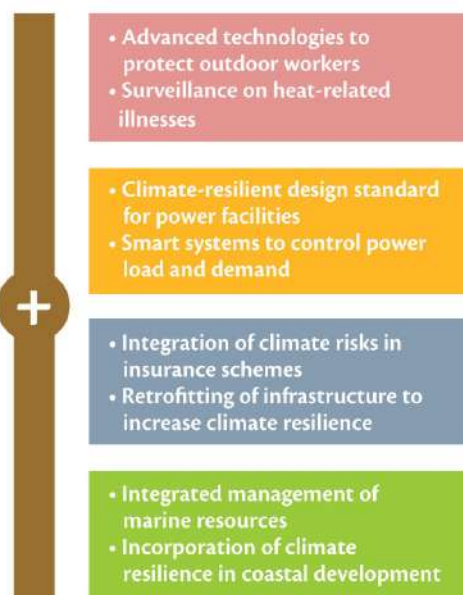 • Advanced technologies to
protect outdoor workers
• Surveillance on heat-related
illnesses
• Climate-resilient design standard
for power facilities
• Smart systems to control power
load and demand
+
• Integration of climate risks in
insurance schemes
• Retrofitting of infrastructure to
increase climate resilience
• Integrated management of
marine resources
• Incorporation of climate
resilience in coastal development